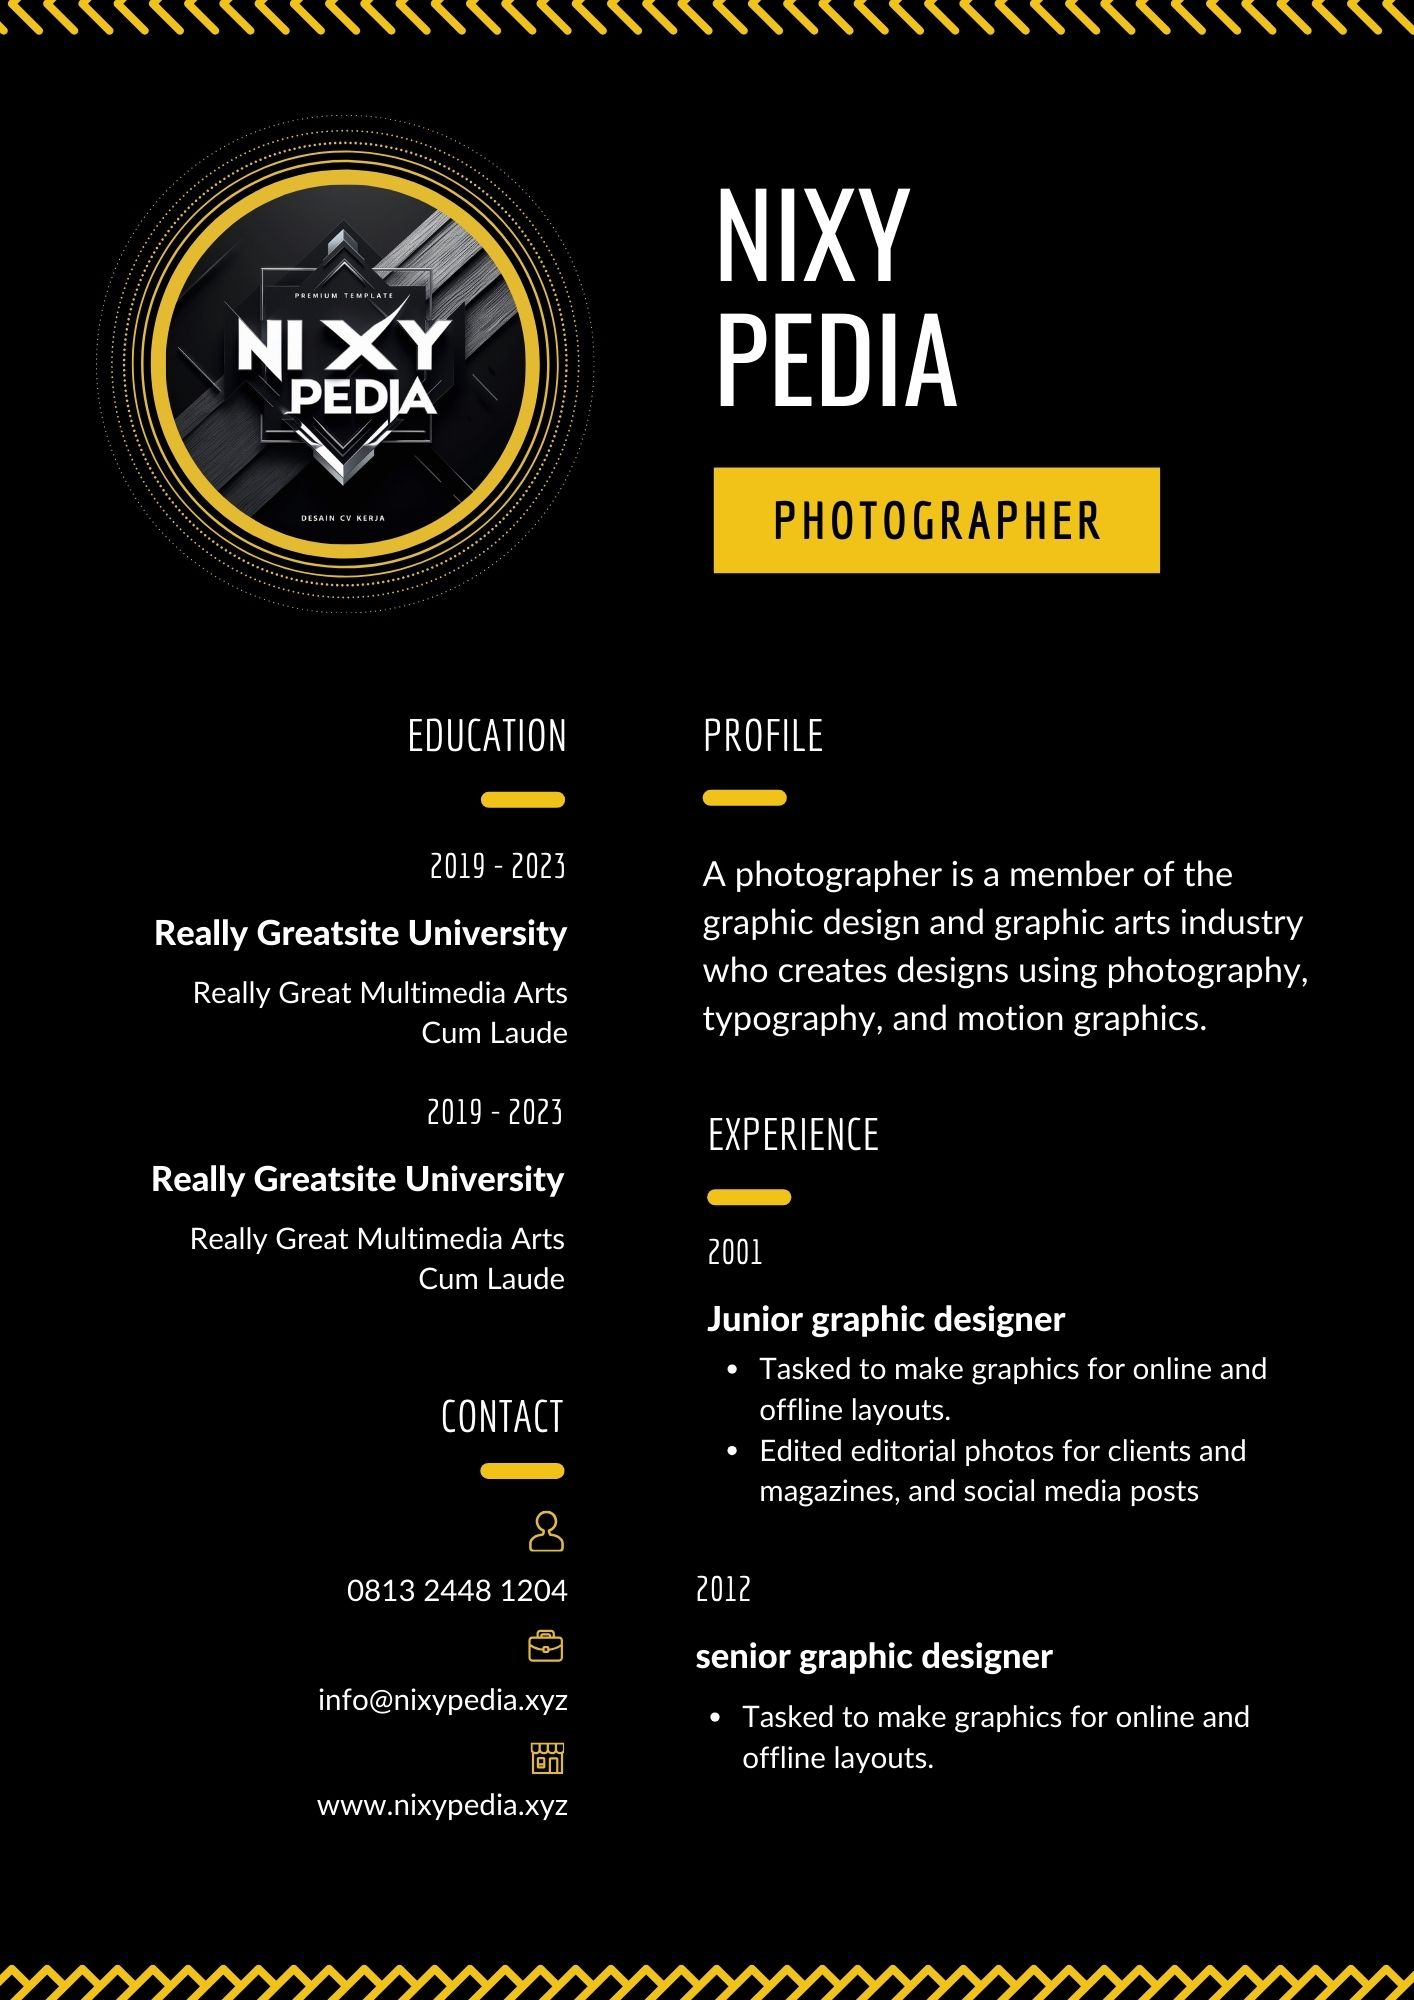 PREMIUM TEMPLATE
NIXY
PEDIA
DESAIN CV KERJA
NIXY
PEDIA
PHOTOGRAPHER
EDUCATION
2019 - 2023
Really Greatsite University
Really Great Multimedia Arts
Cum Laude
2019 - 2023
Really Greatsite University
Really Great Multimedia Arts
Cum Laude
CONTACT
0813 2448 1204
info@nixypedia.xyz
www.nixypedia.xyz
PROFILE
A photographer is a member of the
graphic design and graphic arts industry
who creates designs using photography,
typography, and motion graphics.
EXPERIENCE
2001
Junior graphic designer
• Tasked to make graphics for online and
offline layouts.
• Edited editorial photos for clients and
magazines, and social media posts
2012
senior graphic designer
• Tasked to make graphics for online and
offline layouts.